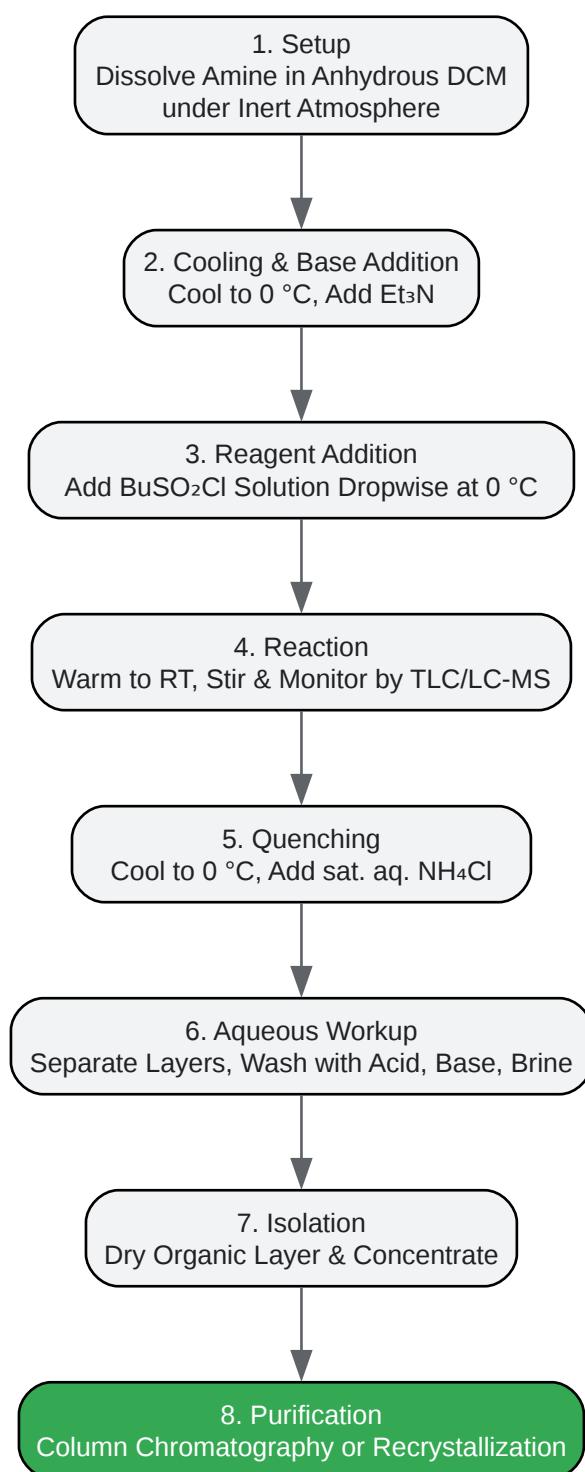 1. Setup
Dissolve Amine in Anhydrous DCM
under Inert Atmosphere
2. Cooling & Base Addition
Cool to 0 °C, Add Et₃N
3. Reagent Addition
Add BuSO₂Cl Solution Dropwise at 0 °C
4. Reaction
Warm to RT, Stir & Monitor by TLC/LC-MS
5. Quenching
Cool to 0 °C, Add sat. aq. NH₄Cl
6. Aqueous Workup
Separate Layers, Wash with Acid, Base, Brine
7. Isolation
Dry Organic Layer & Concentrate
8. Purification
Column Chromatography or Recrystallization